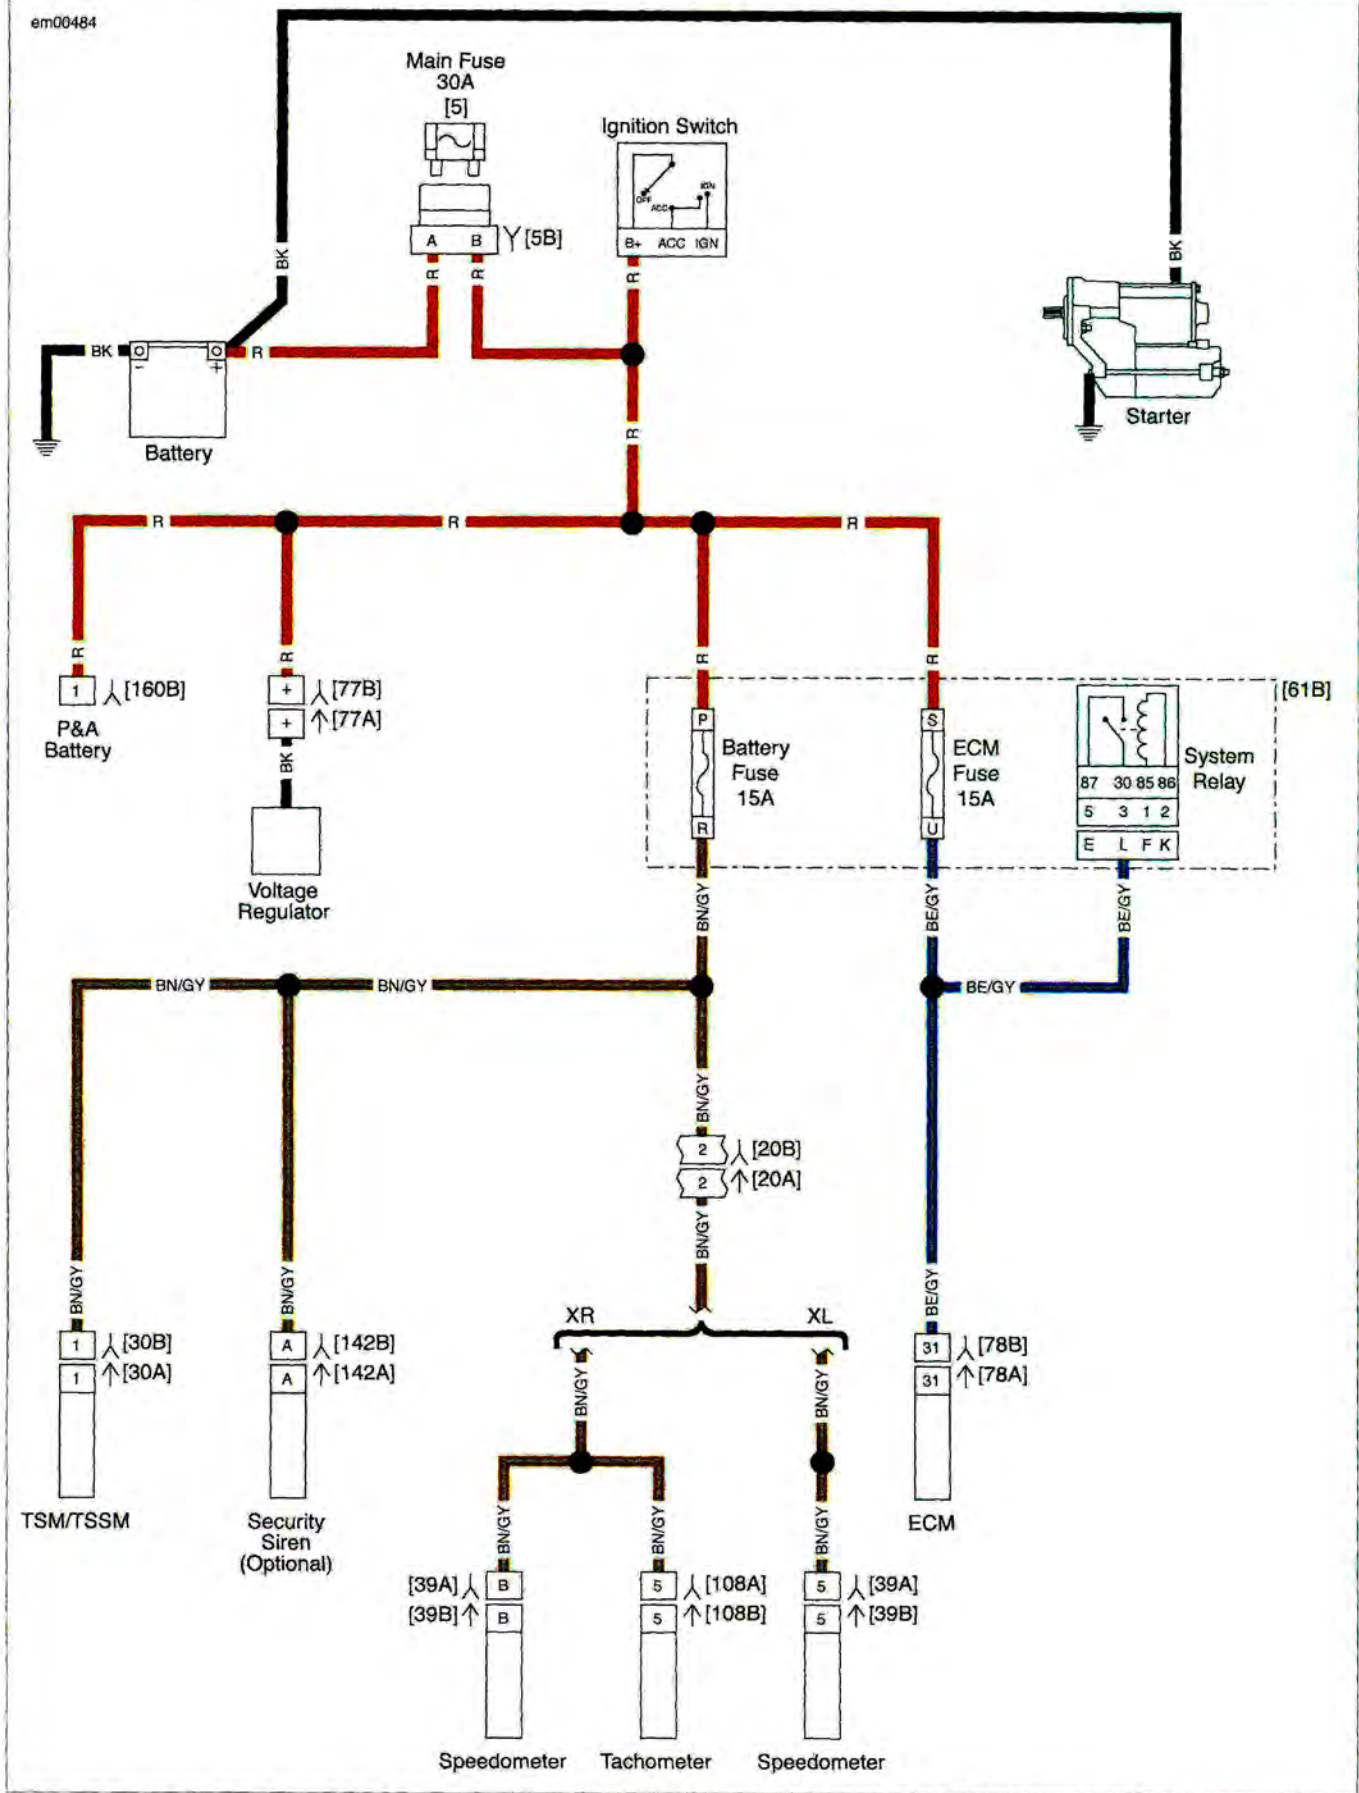 em00484
Main Fuse
30A
[5]
Ignition Switch
OFF
ACC
IGN
A B [5B]
B+ ACC IGN
R
R
R
BK
BK
BK
R
- +
Battery
Starter
R
R
R
R
R
R
R
R
1 [160B]
P&A
Battery
+ [77B]
+ [77A]
BK
Voltage
Regulator
[61B]
P
Battery
Fuse
15A
R
S
ECM
Fuse
15A
U
System
Relay
87 30 85 86
5 3 1 2
E L F K
BN/GY
BE/GY
BE/GY
BN/GY
BN/GY
BE/GY
BN/GY
2 [20B]
2 [20A]
BN/GY
BN/GY
BN/GY
BE/GY
XR
XL
1 [30B]
1 [30A]
TSM/TSSM
A [142B]
A [142A]
Security
Siren
(Optional)
31 [78B]
31 [78A]
ECM
BN/GY
BN/GY
BN/GY
BN/GY
BN/GY
[39A] B
[39B] B
Speedometer
5 [108A]
5 [108B]
Tachometer
5 [39A]
5 [39B]
Speedometer